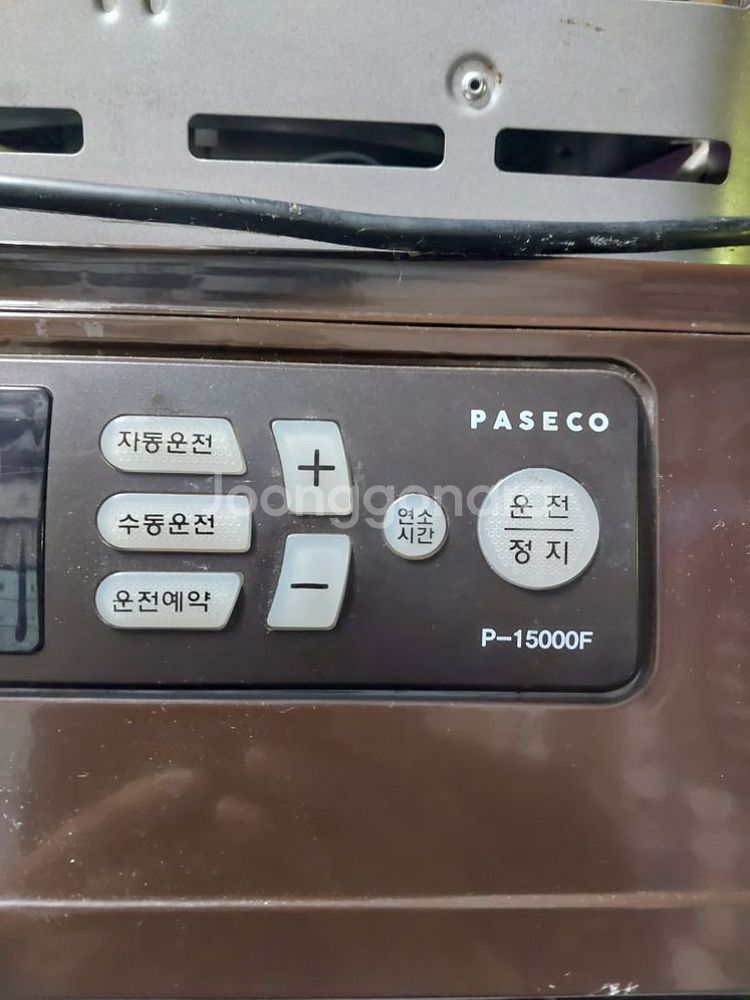 PASECO
자동운전
+
수동운전
연소
시간
운전
정지
운전예약
−
P-15000F
Joonggonara